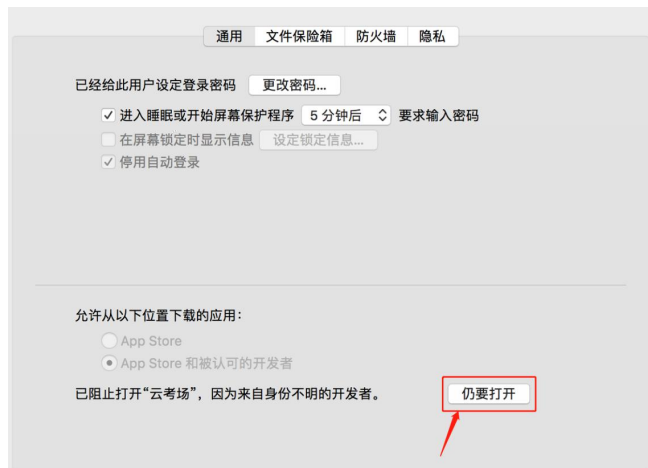 通用 文件保险箱 防火墙 隐私
已经给此用户设定登录密码 更改密码...
进入睡眠或开始屏幕保护程序 5 分钟后 要求输入密码
在屏幕锁定时显示信息 设定锁定信息...
停用自动登录
允许从以下位置下载的应用：
App Store
App Store 和被认可的开发者
已阻止打开“云考场”，因为来自身份不明的开发者。 仍要打开